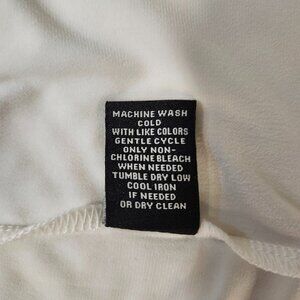 MACHINE WASH
COLD
WITH LIKE COLORS
GENTLE CYCLE
ONLY NON-
CHLORINE BLEACH
WHEN NEEDED
TUMBLE DRY LOW
COOL IRON
IF NEEDED
OR DRY CLEAN